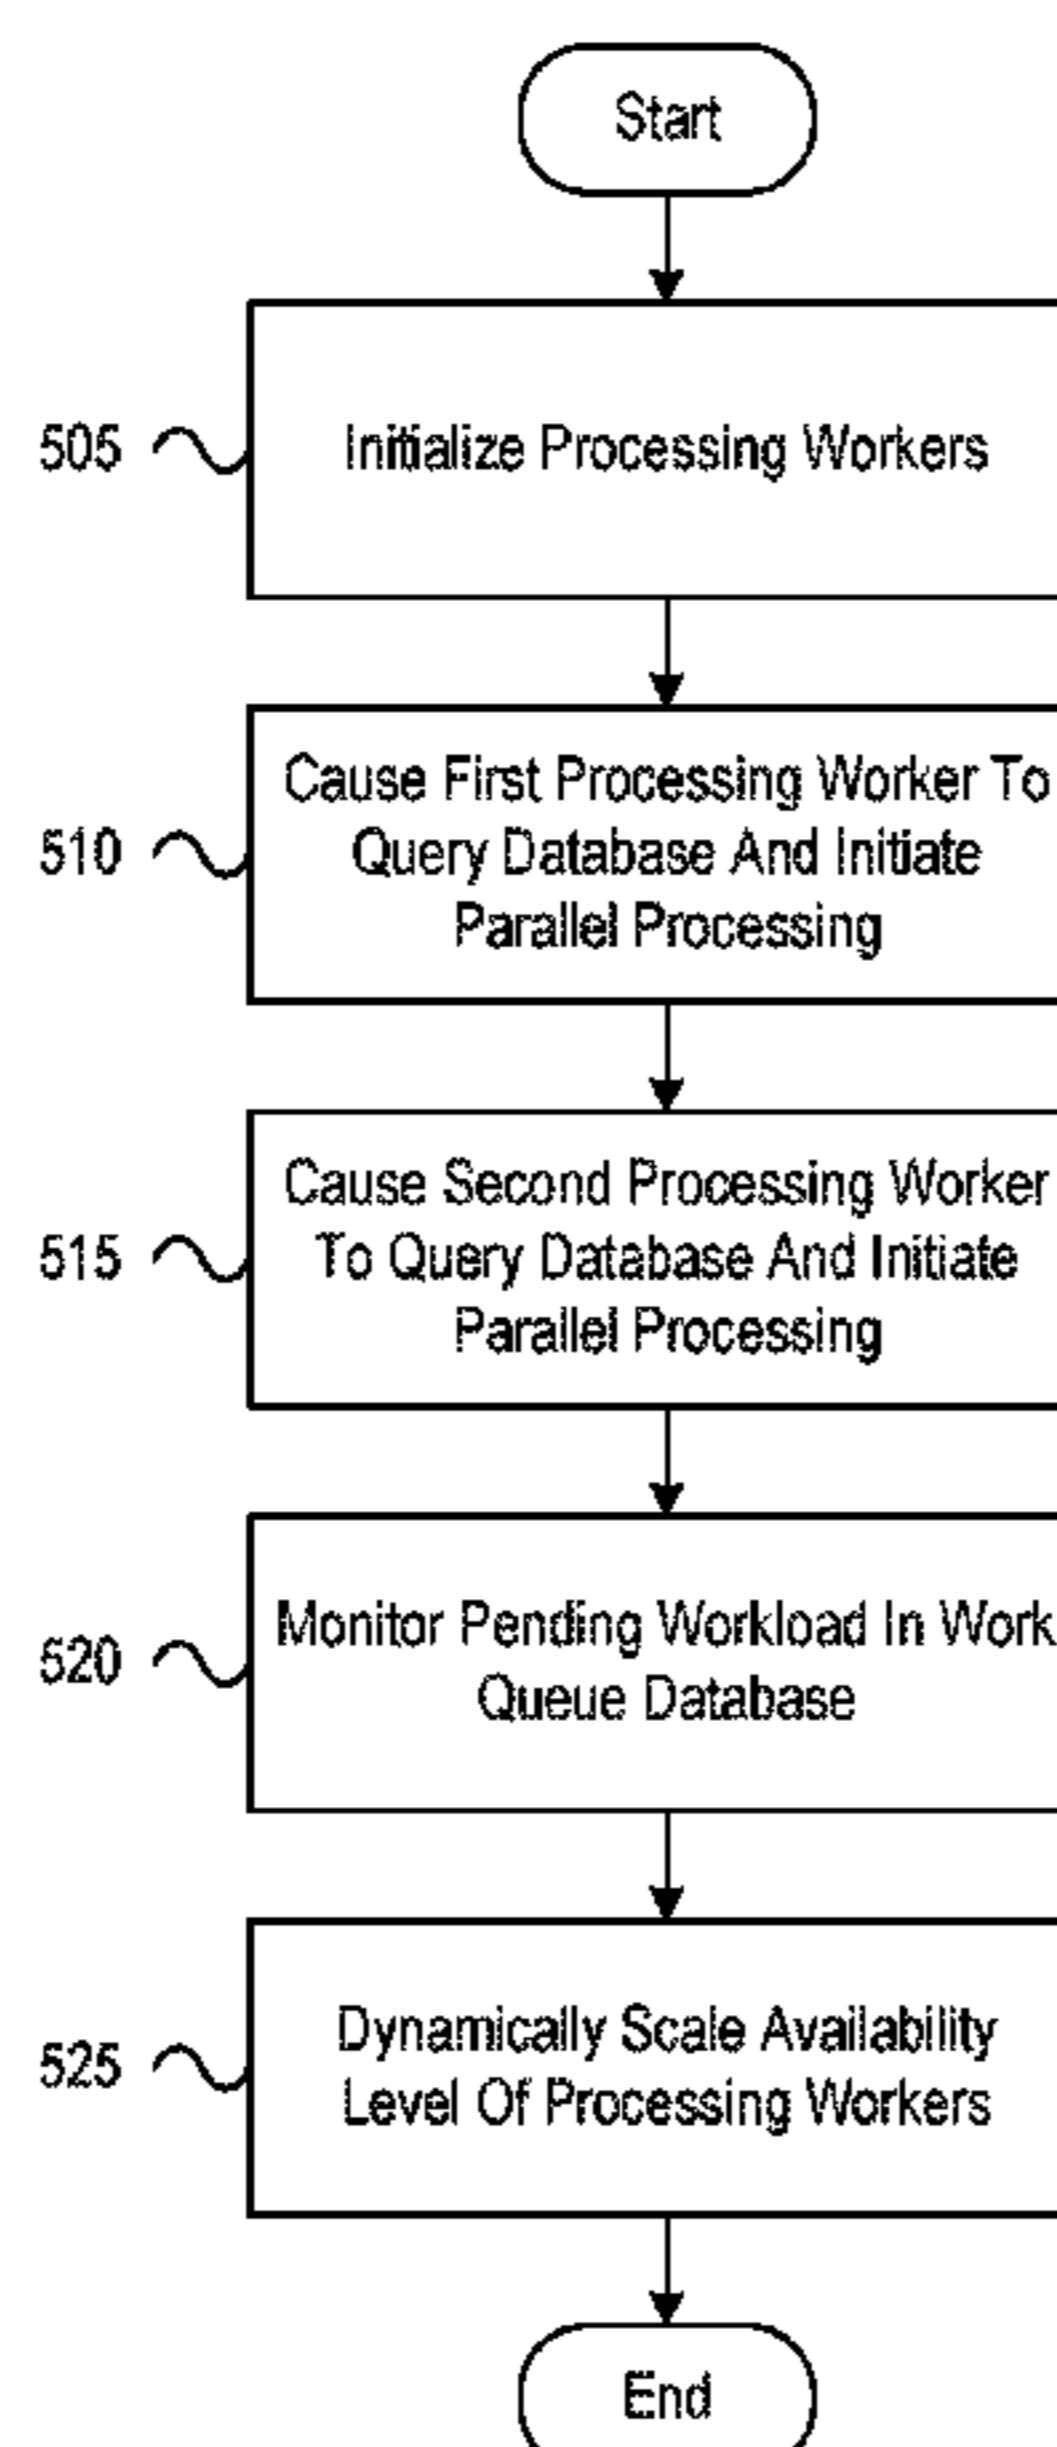 Start
505
Initialize Processing Workers
510
Cause First Processing Worker To
Query Database And Initiate
Parallel Processing
515
Cause Second Processing Worker
To Query Database And Initiate
Parallel Processing
520
Monitor Pending Workload In Work
Queue Database
525
Dynamically Scale Availability
Level Of Processing Workers
End